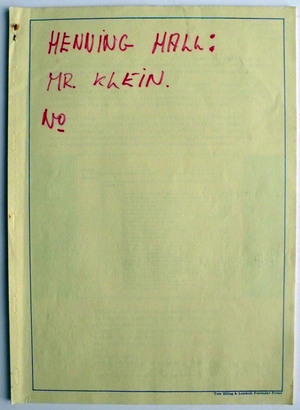 HENNING HALL:
MR. KLEIN.
NO